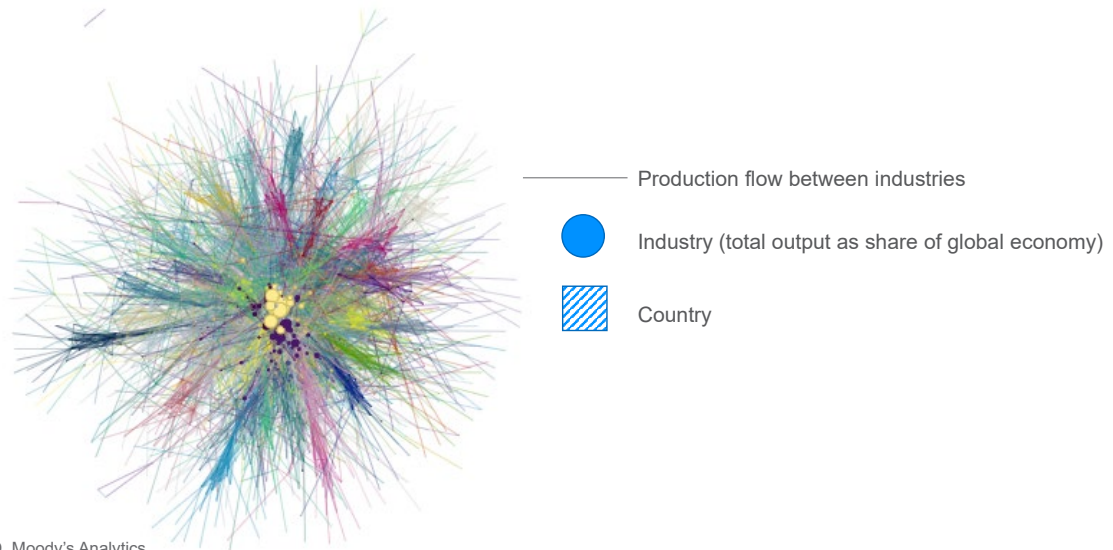 Production flow between industries
Industry (total output as share of global economy)
Country
Moody's Analytics